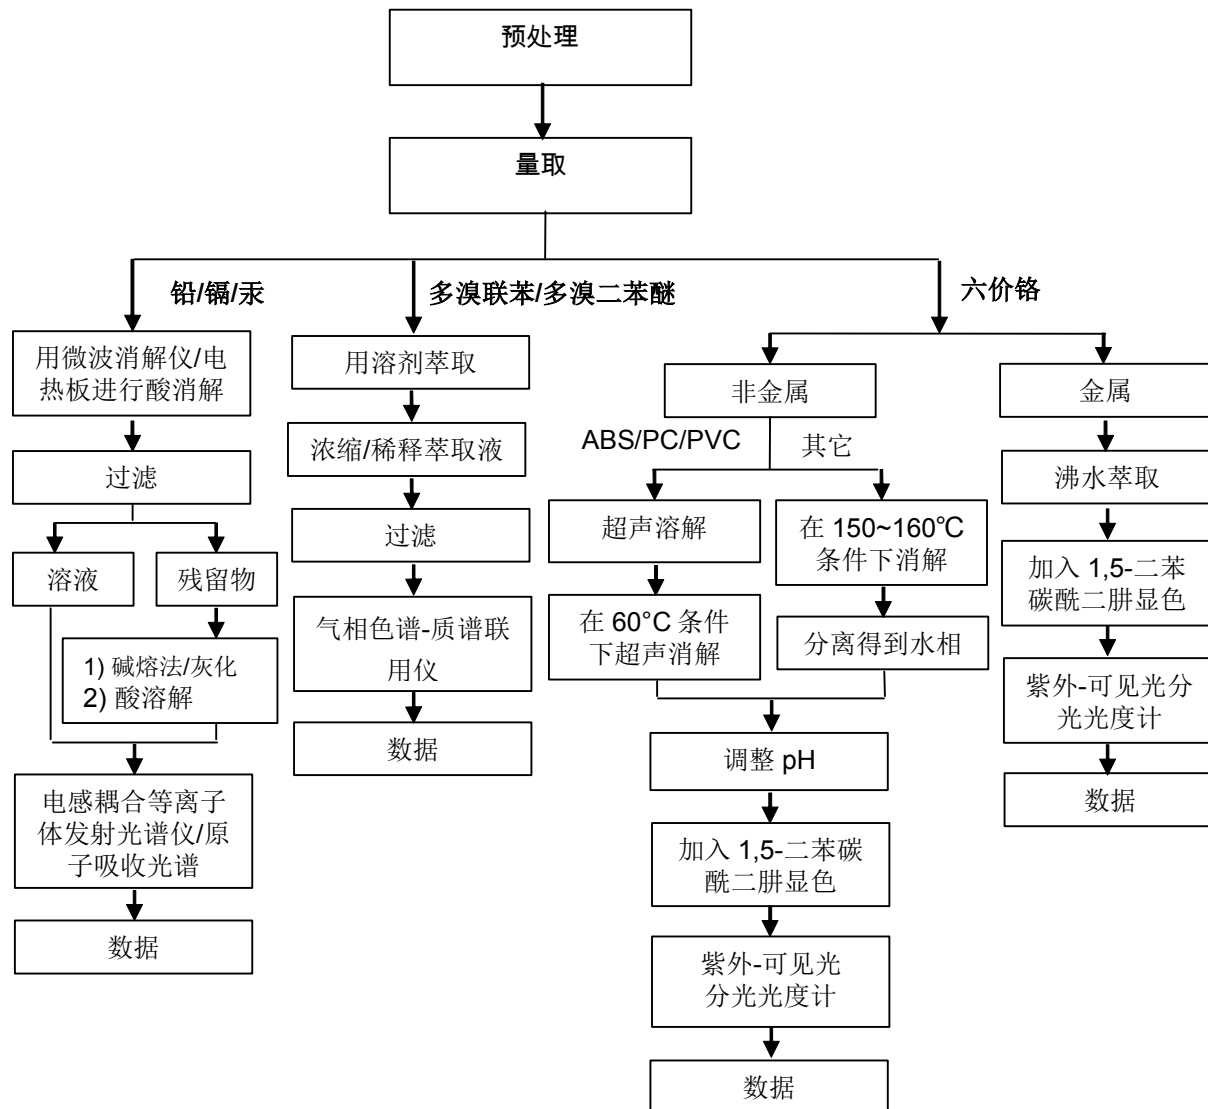 预处理
量取
铅/镉/汞
多溴联苯/多溴二苯醚
六价铬
用微波消解仪/电
热板进行酸消解
过滤
溶液
残留物
1) 碱熔法/灰化
2) 酸溶解
电感耦合等离子
体发射光谱仪/原
子吸收光谱
数据
用溶剂萃取
浓缩/稀释萃取液
过滤
气相色谱-质谱联
用仪
数据
非金属
ABS/PC/PVC
其它
超声溶解
在 60°C 条件
下超声消解
在 150~160℃
条件下消解
分离得到水相
调整 pH
加入 1,5-二苯碳
酰二肼显色
紫外-可见光
分光光度计
数据
金属
沸水萃取
加入 1,5-二苯
碳酰二肼显色
紫外-可见光分
光光度计
数据